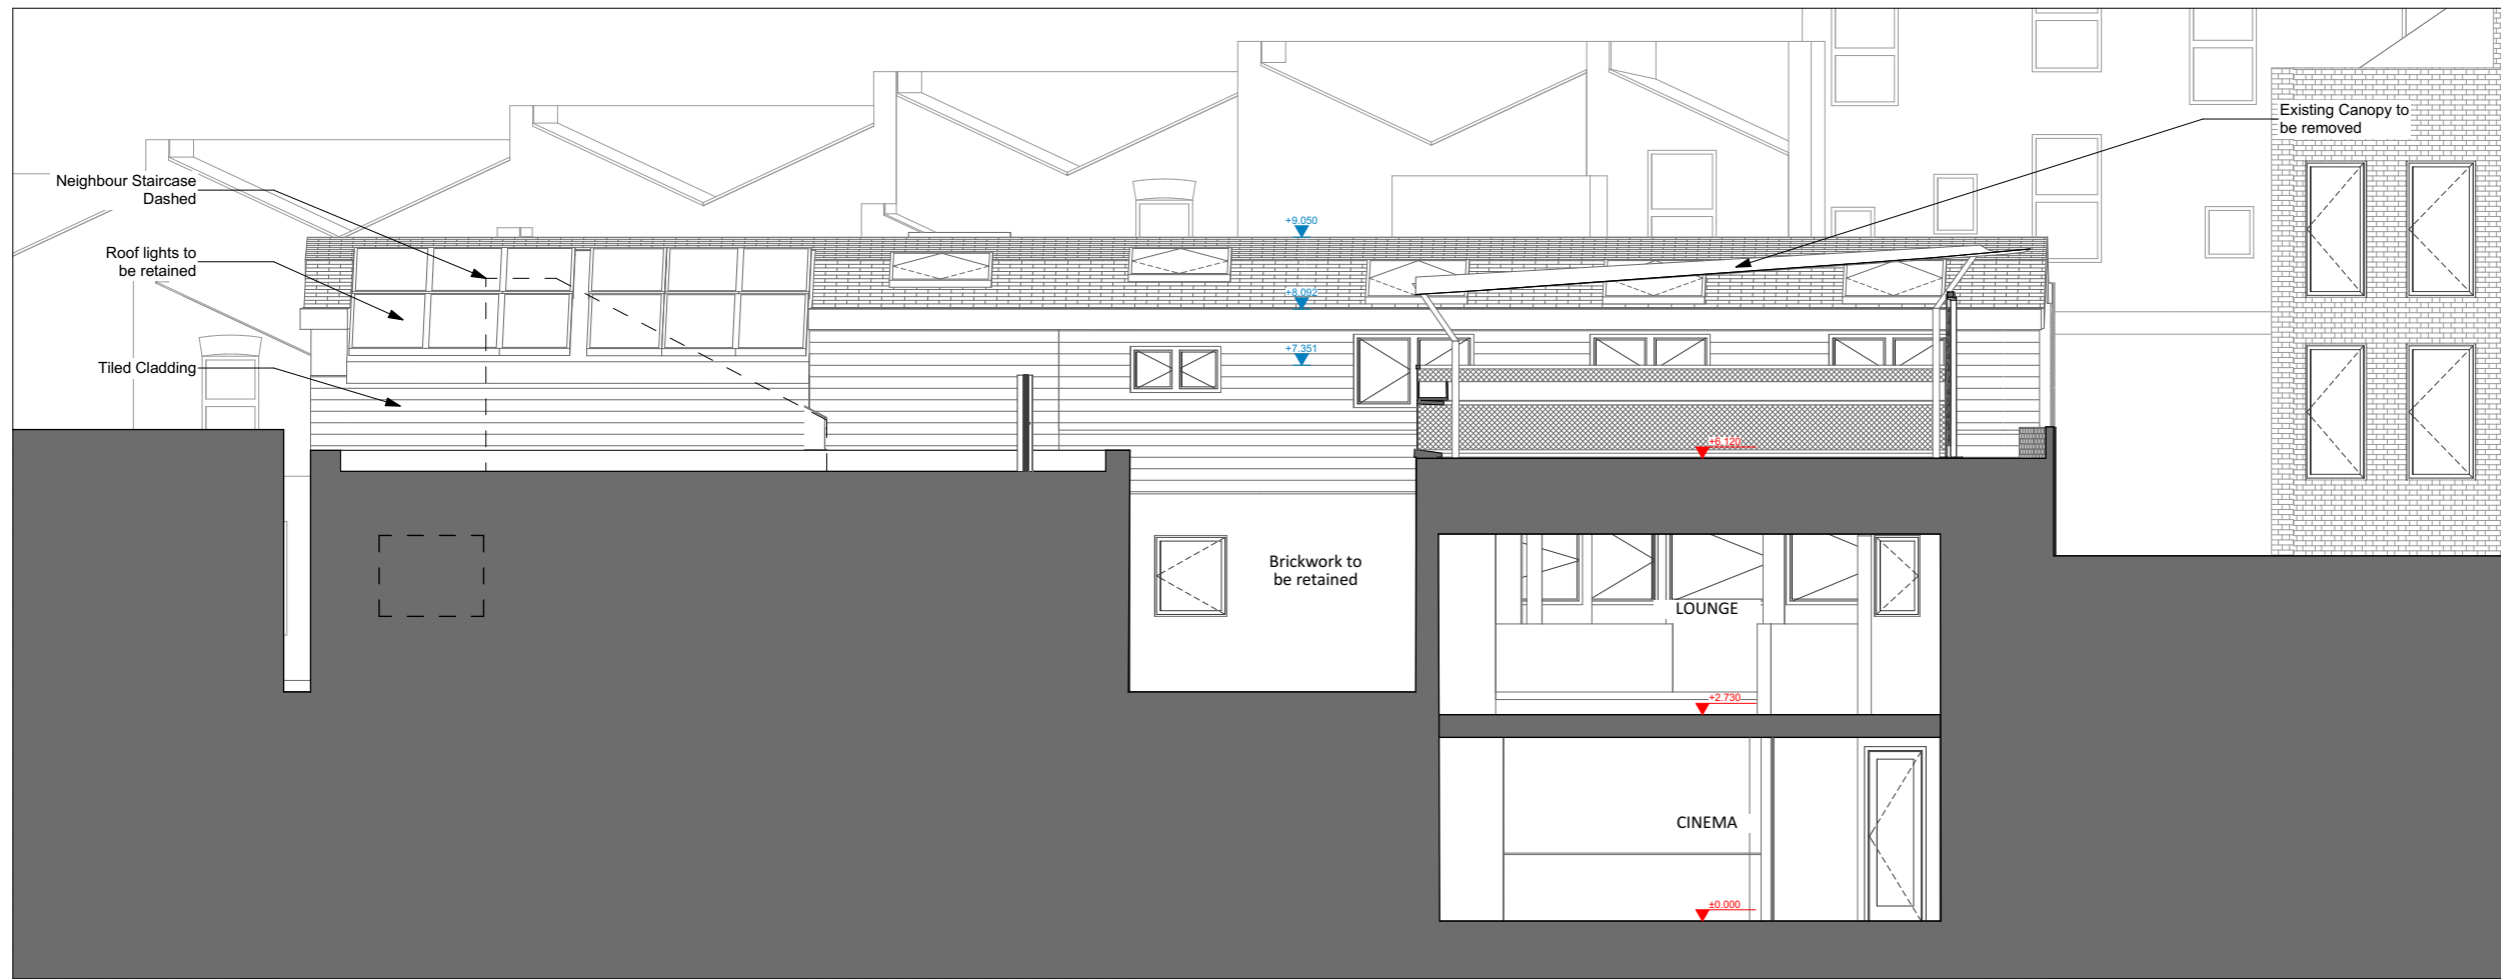 Existing Canopy to
be removed
Neighbour Staircase
Dashed
+9.050
Roof lights to
be retained
+8.092
+7.351
Tiled Cladding
+6.120
Brickwork to
be retained
LOUNGE
+2.730
CINEMA
±0.000